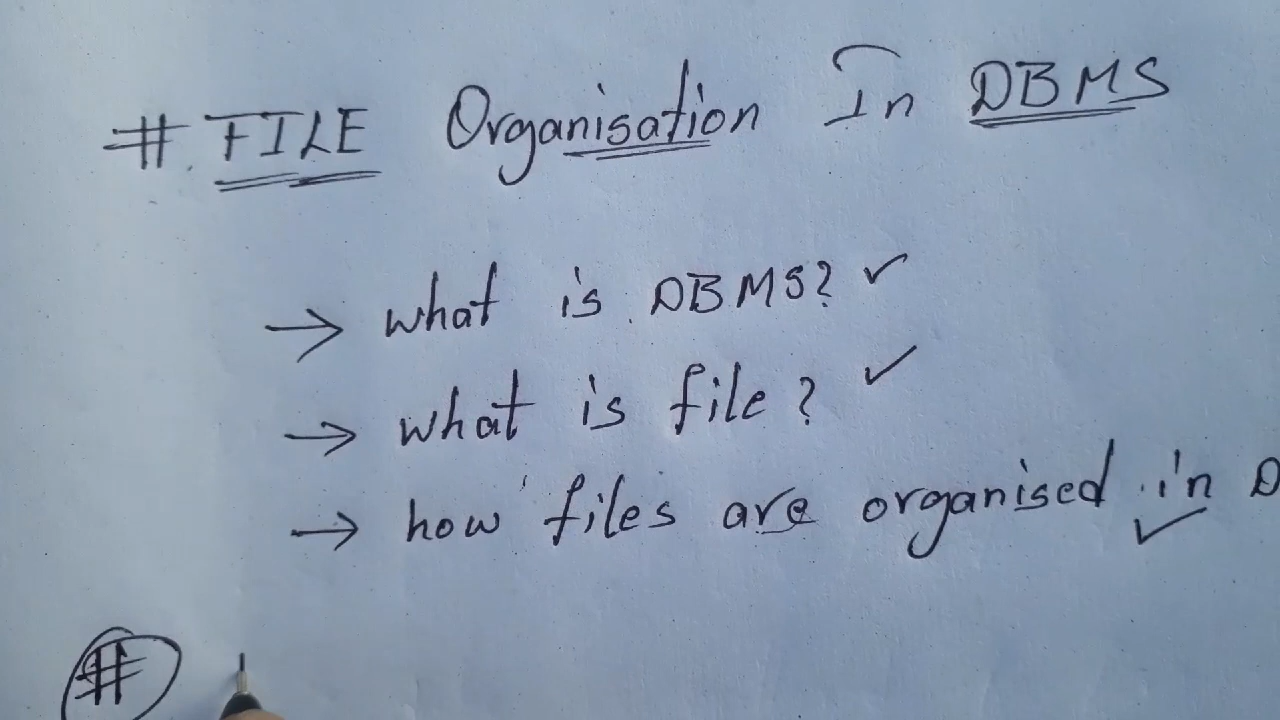 # FILE Organisation In DBMS
→ what is DBMS? ✓
→ what is file? ✓
→ how files are organised in D
✓
#